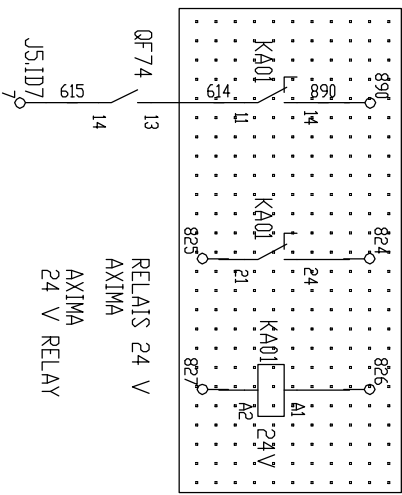 J5.ID7
7
615
14
QF74
13
614
11
KA01
14
890
890
825
21
KA01
24
824
827
A2
KA01
24V
A1
826
RELAIS 24 V
AXIMA
AXIMA
24 V RELAY